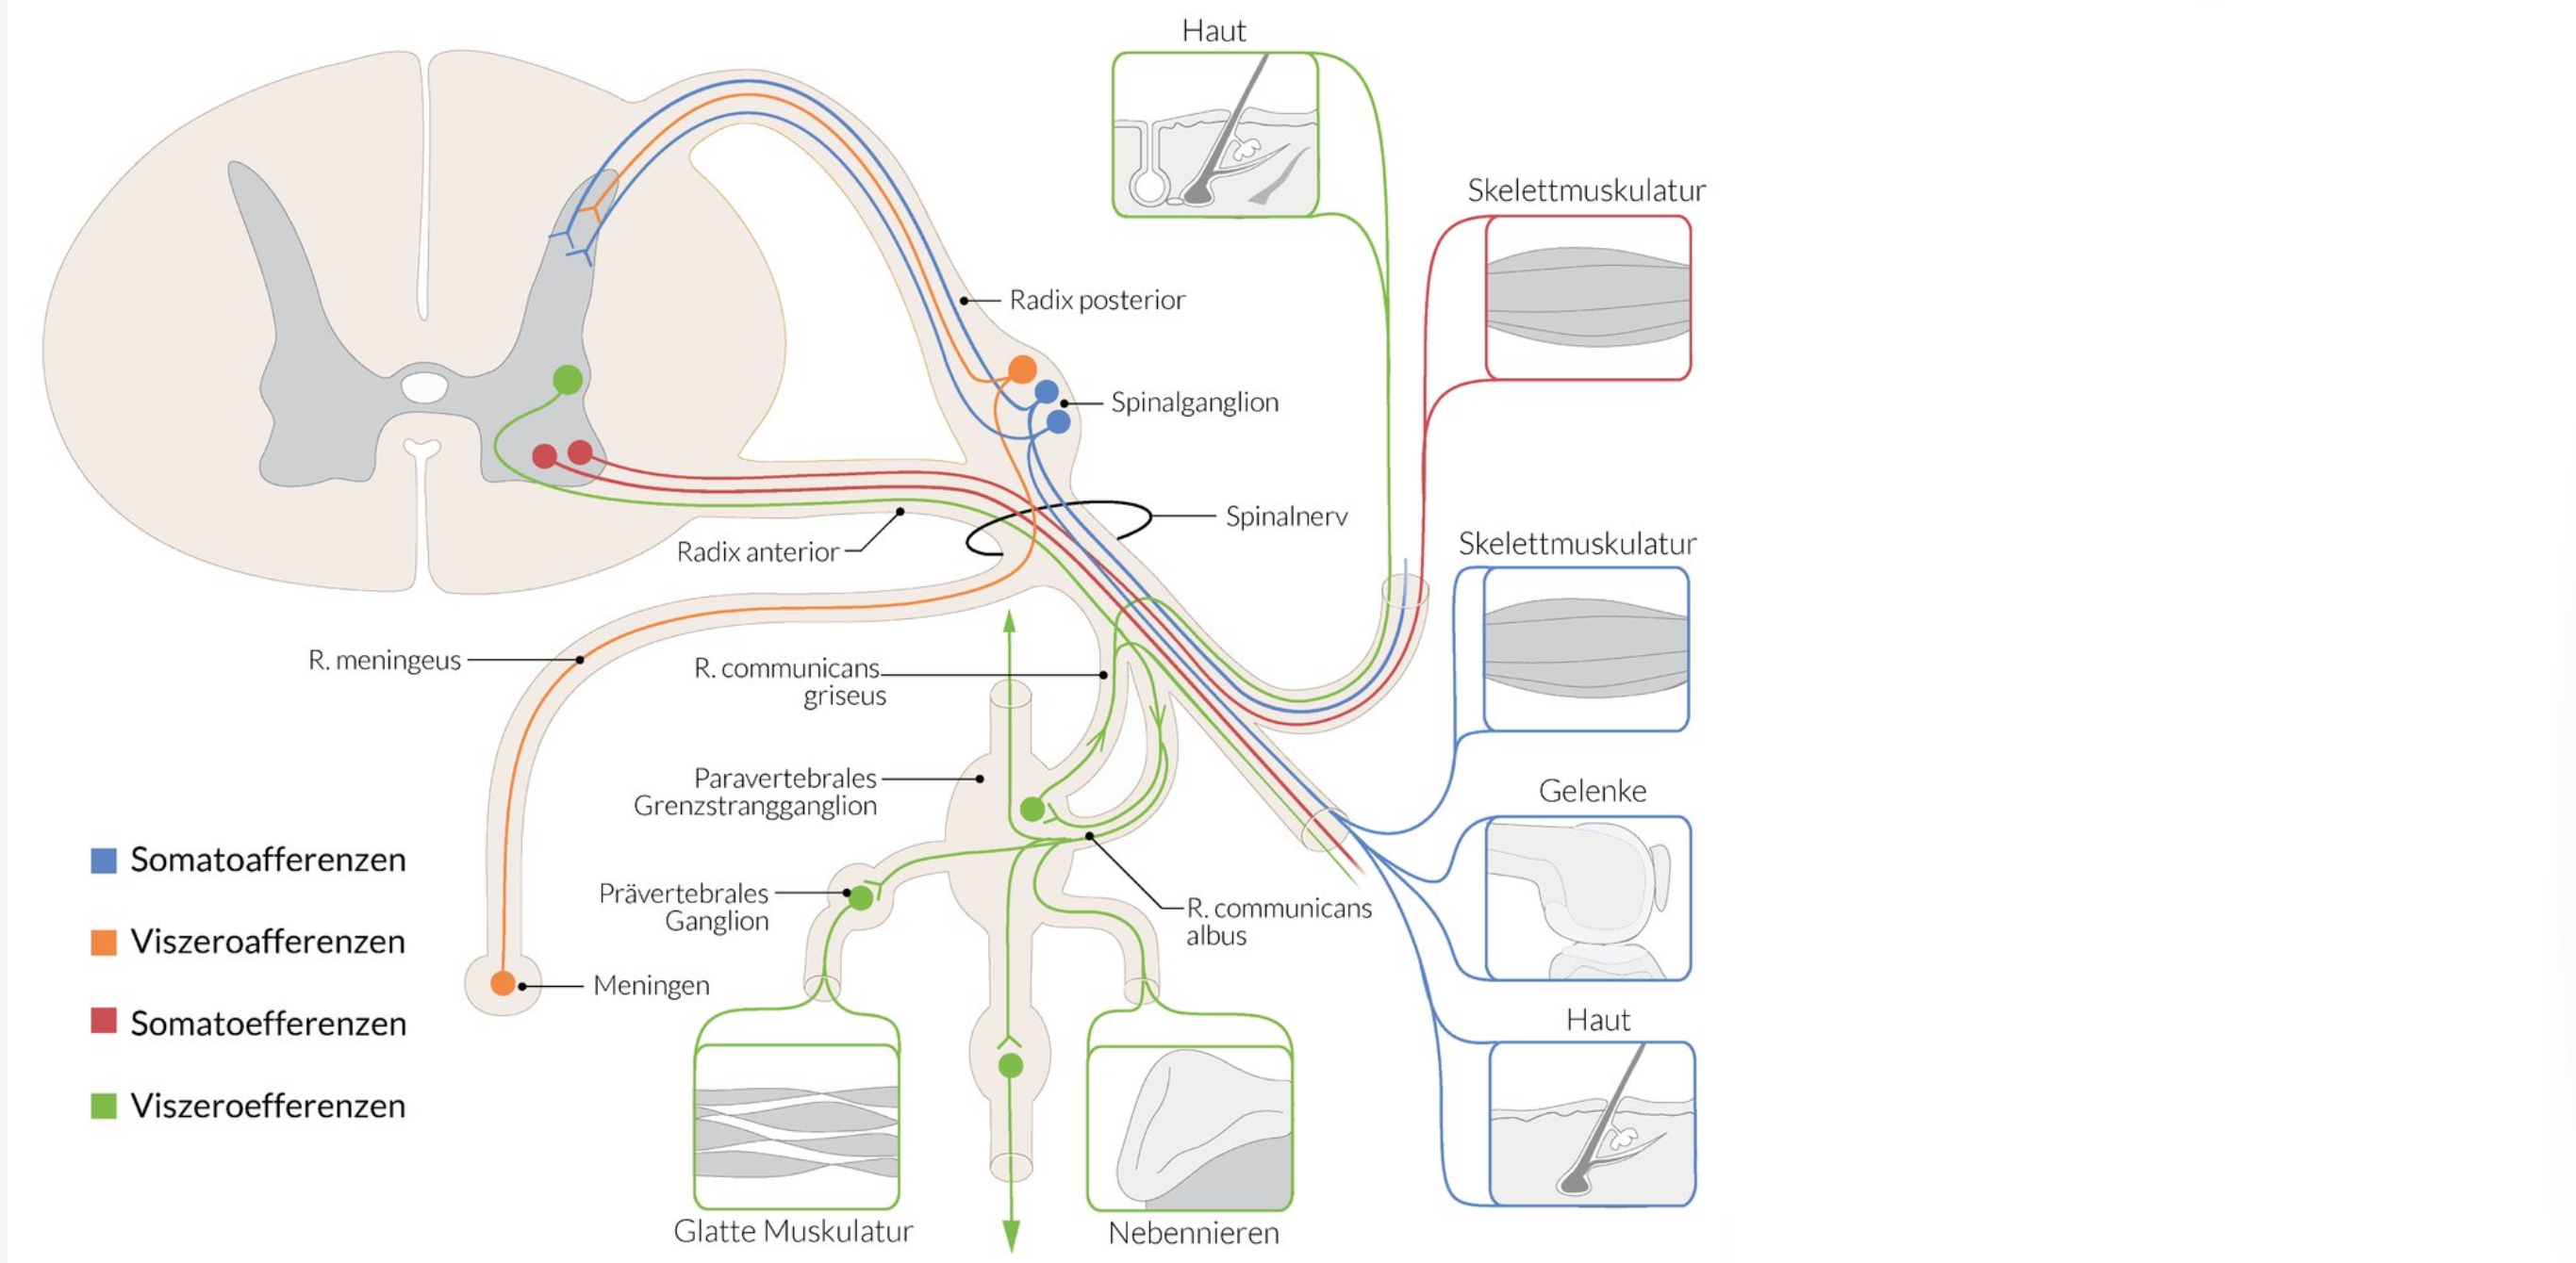 Haut
Skelettmuskulatur
Radix posterior
Spinalganglion
Spinalnerv
Radix anterior
Skelettmuskulatur
R. meningeus
R. communicans
griseus
Paravertebrales
Grenzstrangganglion
Gelenke
Somatoafferenzen
Prävertebrales
Ganglion
R. communicans
albus
Viszeroafferenzen
Meningen
Somatoefferenzen
Haut
Viszeroefferenzen
Glatte Muskulatur
Nebennieren